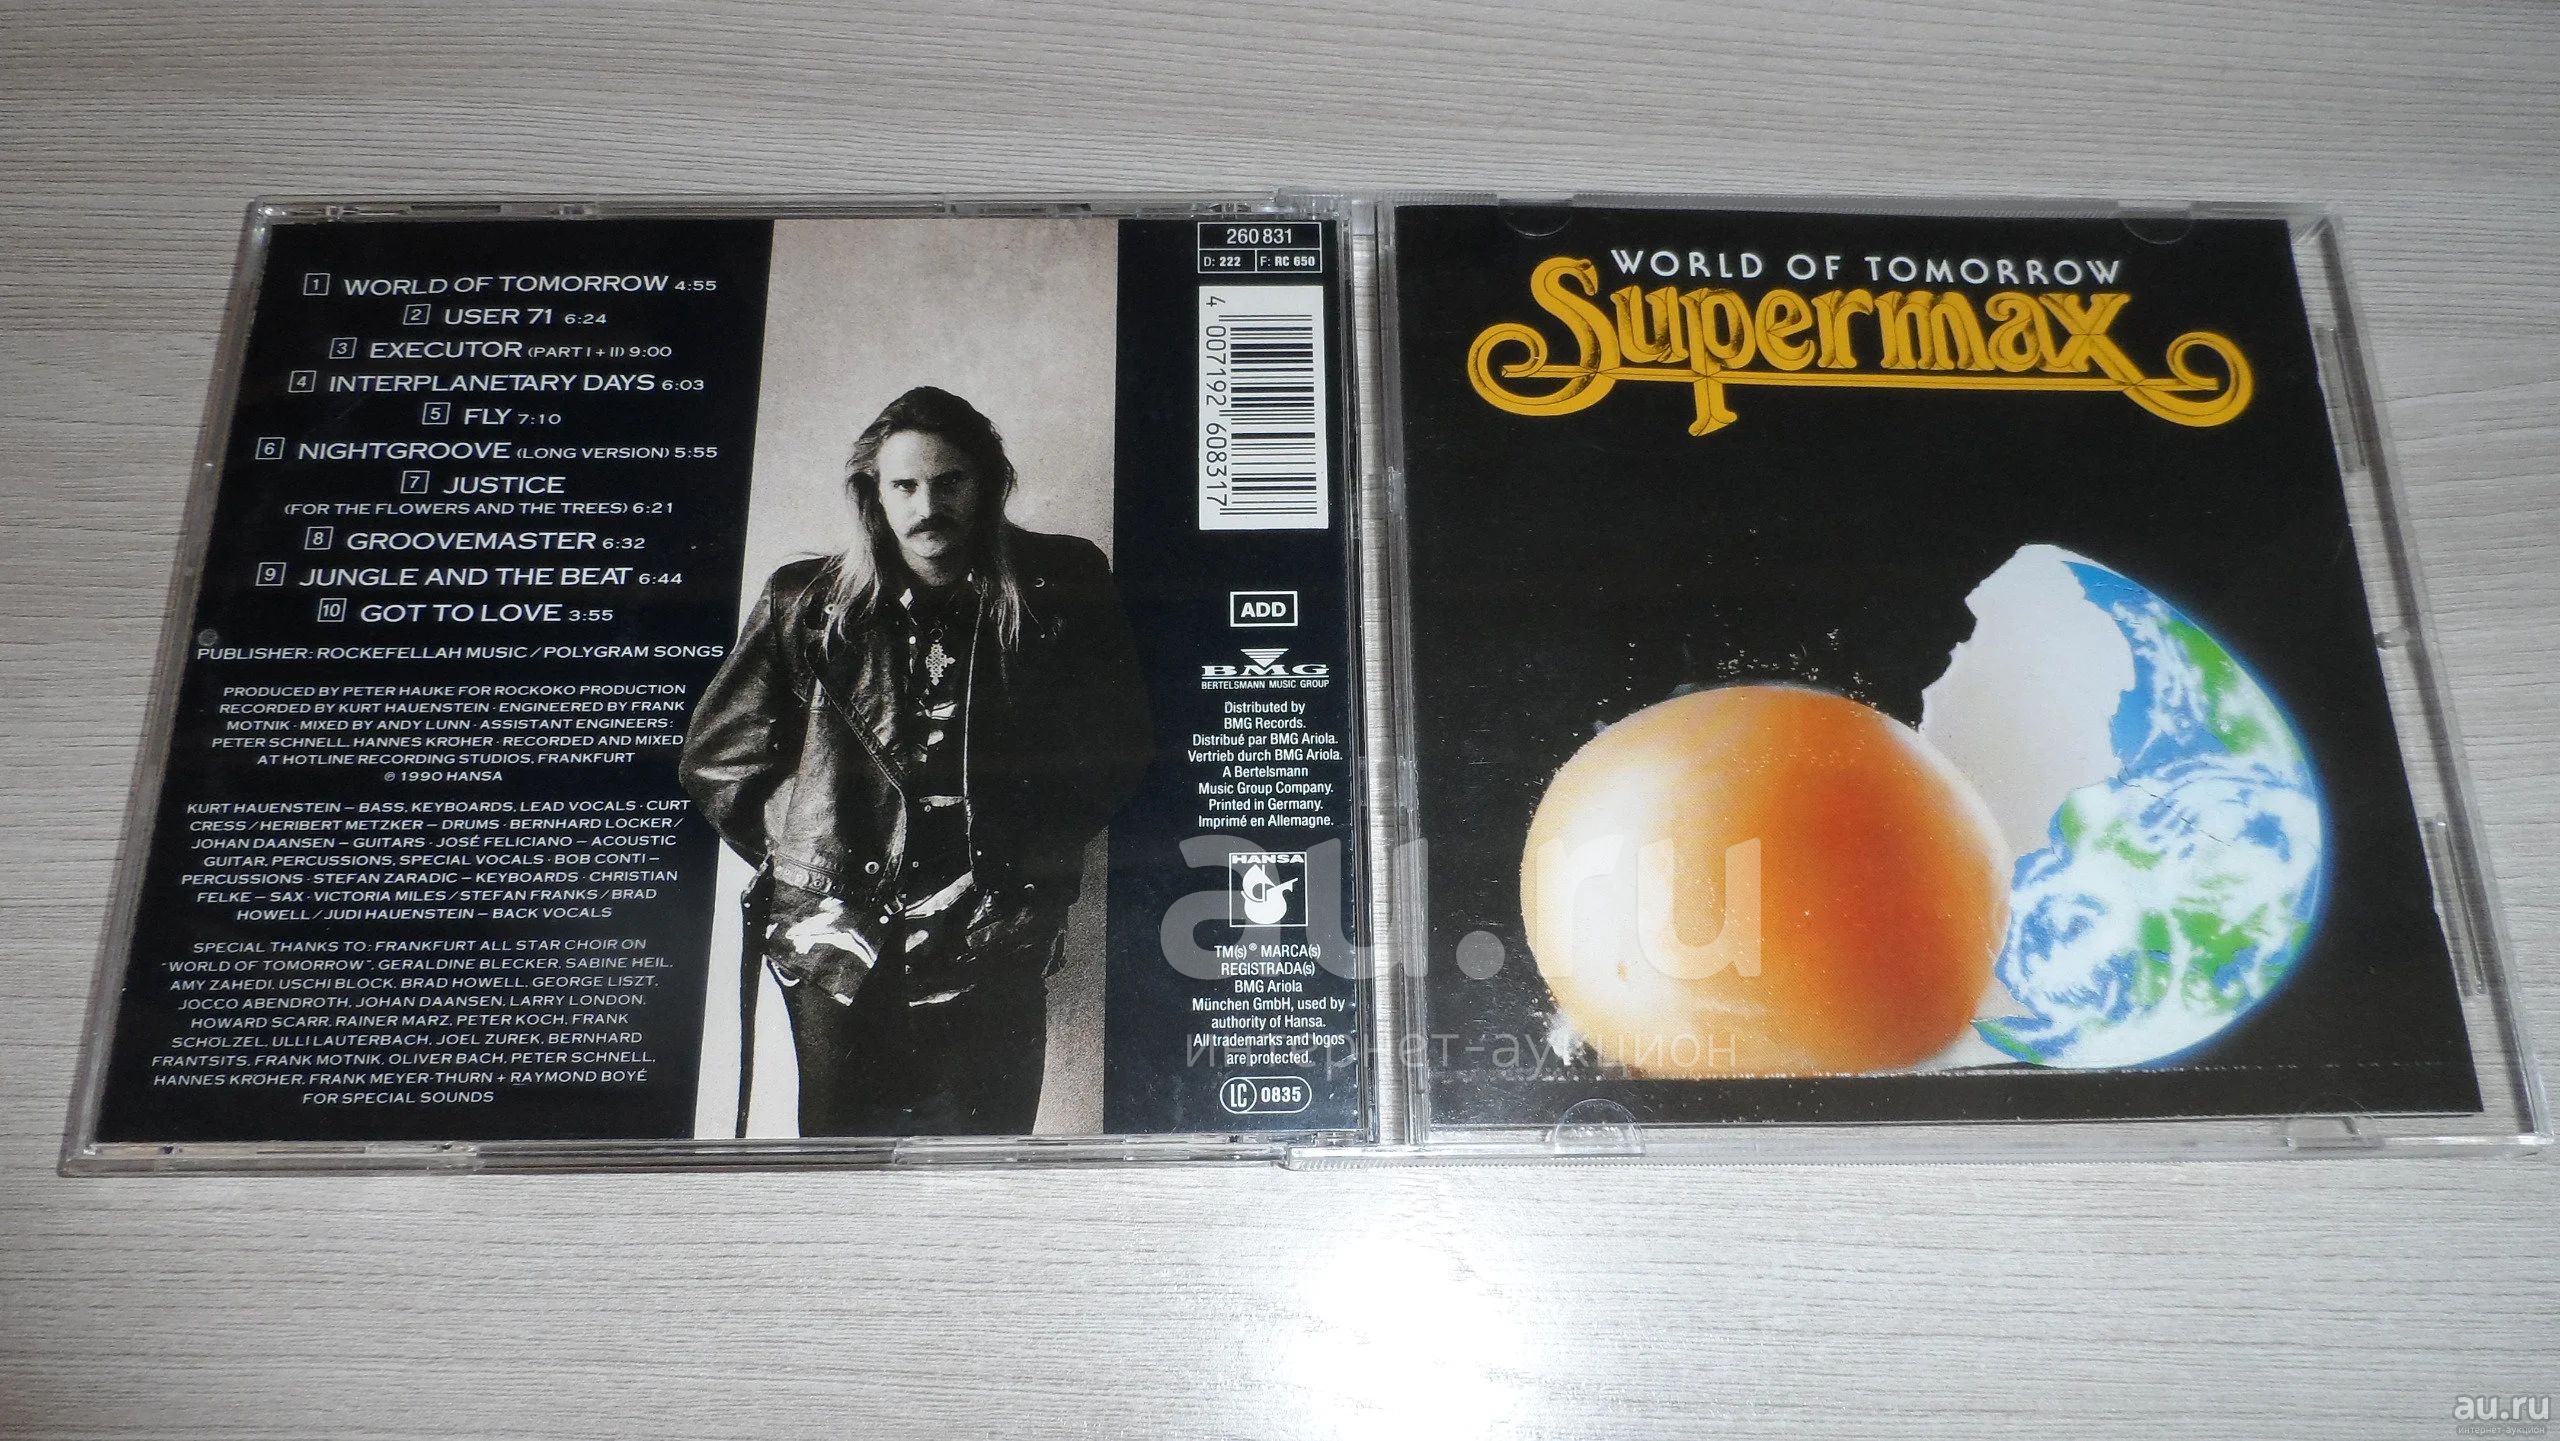 1 WORLD OF TOMORROW 4:55
2 USER 71 6:24
3 EXECUTOR (PART I + II) 9:00
4 INTERPLANETARY DAYS 6:03
5 FLY 7:10
6 NIGHTGROOVE (LONG VERSION) 5:55
7 JUSTICE
(FOR THE FLOWERS AND THE TREES) 6:21
8 GROOVEMASTER 6:32
9 JUNGLE AND THE BEAT 6:44
10 GOT TO LOVE 3:55
PUBLISHER: ROCKEFELLAH MUSIC / POLYGRAM SONGS
PRODUCED BY PETER HAUKE FOR ROCKOKO PRODUCTION
RECORDED BY KURT HAUENSTEIN · ENGINEERED BY FRANK
MOTNIK · MIXED BY ANDY LUNN · ASSISTANT ENGINEERS:
PETER SCHNELL, HANNES KRÖHER · RECORDED AND MIXED
AT HOTLINE RECORDING STUDIOS, FRANKFURT
℗ 1990 HANSA
KURT HAUENSTEIN – BASS, KEYBOARDS, LEAD VOCALS · CURT
CRESS / HERIBERT METZKER – DRUMS · BERNHARD LOCKER /
JOHAN DAANSEN – GUITARS · JOSÉ FELICIANO – ACOUSTIC
GUITAR, PERCUSSIONS, SPECIAL VOCALS · BOB CONTI –
PERCUSSIONS · STEFAN ZARADIC – KEYBOARDS · CHRISTIAN
FELKE – SAX · VICTORIA MILES / STEFAN FRANKS / BRAD
HOWELL / JUDI HAUENSTEIN – BACK VOCALS
SPECIAL THANKS TO: FRANKFURT ALL STAR CHOIR ON
"WORLD OF TOMORROW", GERALDINE BLECKER, SABINE HEIL,
AMY ZAHEDI, USCHI BLOCK, BRAD HOWELL, GEORGE LISZT,
JOCCO ABENDROTH, JOHAN DAANSEN, LARRY LONDON,
HOWARD SCARR, RAINER MARZ, PETER KOCH, FRANK
SCHÖLZEL, ULLI LAUTERBACH, JOEL ZUREK, BERNHARD
FRANTSITS, FRANK MOTNIK, OLIVER BACH, PETER SCHNELL,
HANNES KRÖHER, FRANK MEYER-THURN + RAYMOND BOYÉ
FOR SPECIAL SOUNDS
260 831
D: 222 F: RC 650
4 007192 608317
ADD
BMG
BERTELSMANN MUSIC GROUP
Distributed by
BMG Records.
Distribué par BMG Ariola.
Vertrieb durch BMG Ariola.
A Bertelsmann
Music Group Company.
Printed in Germany.
Imprimé en Allemagne.
HANSA
TM(s) ® MARCA(s)
REGISTRADA(s)
BMG Ariola
München GmbH, used by
authority of Hansa.
All trademarks and logos
are protected.
LC 0835
WORLD OF TOMORROW
Supermax
au.ru
интернет-аукцион
au.ru
интернет-аукцион